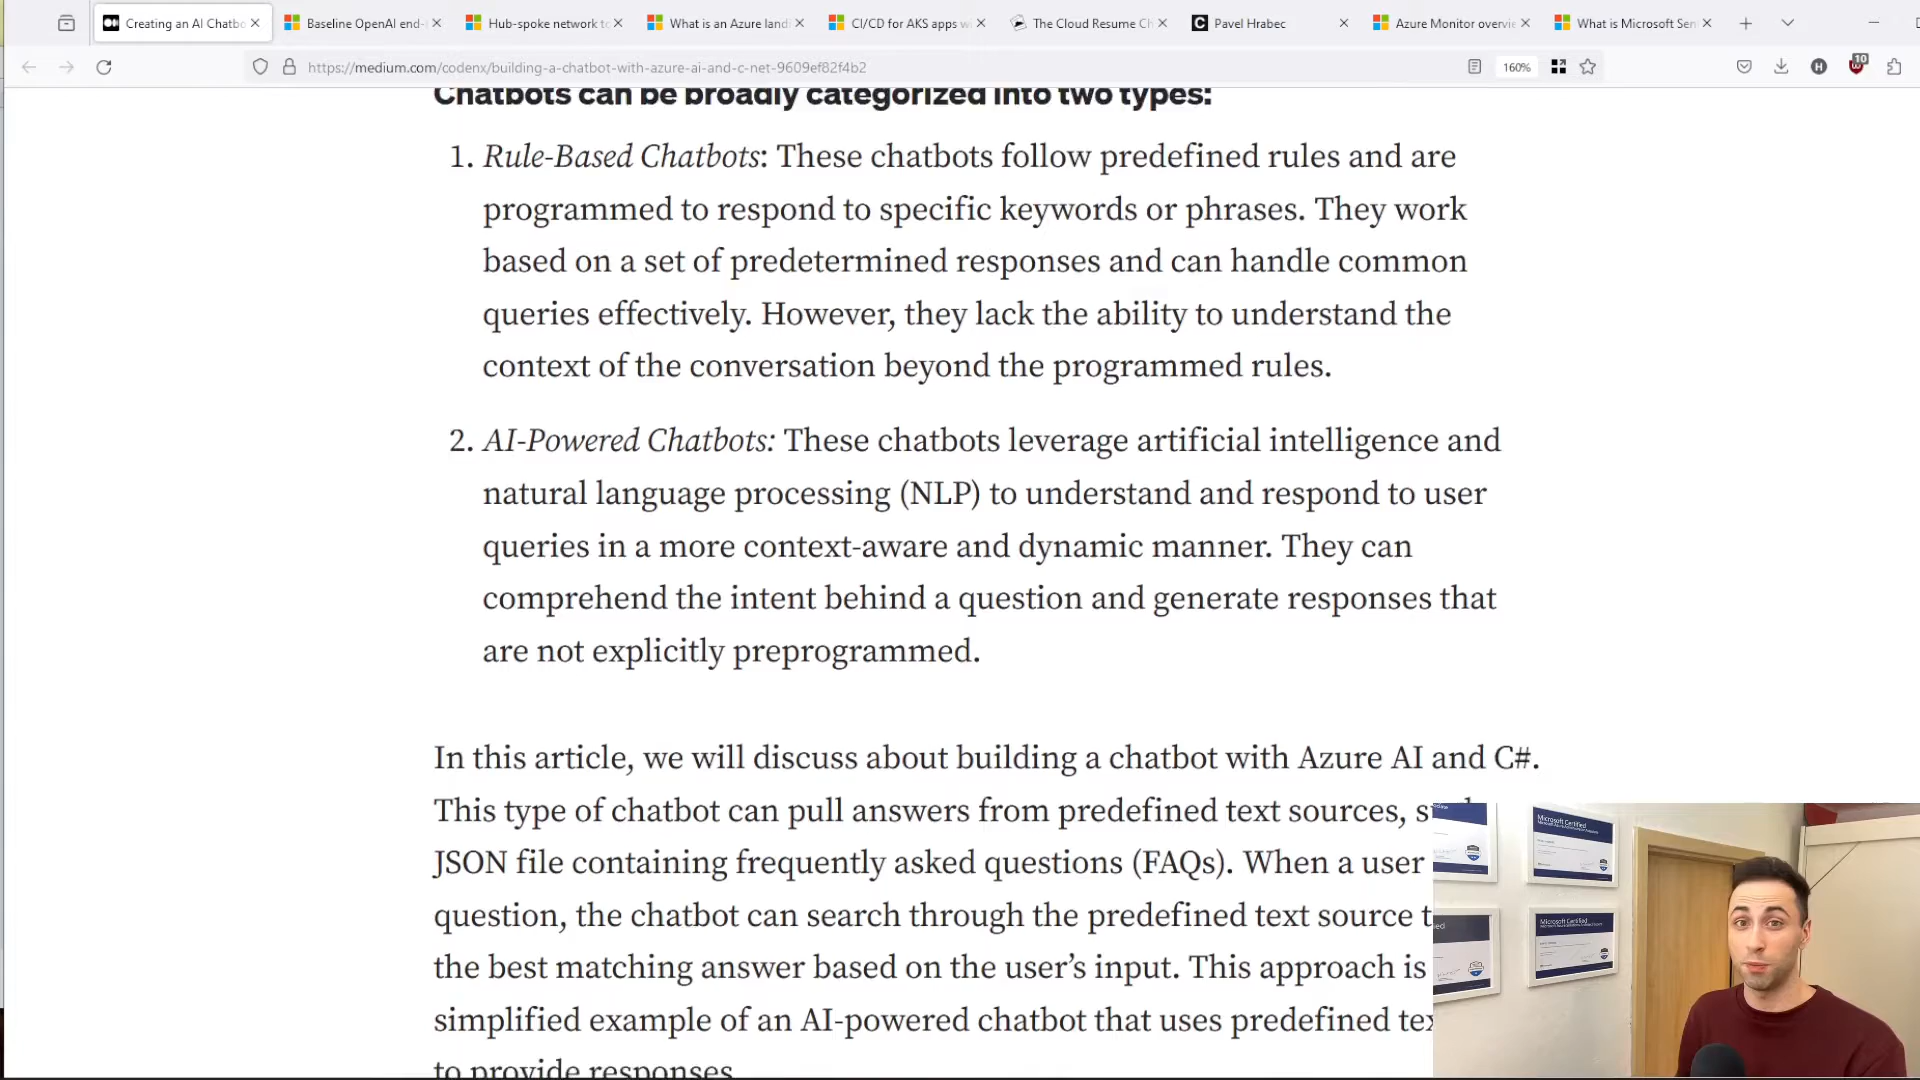 Creating an AI Chatbo
Baseline OpenAI end-
Hub-spoke network to
What is an Azure landi
CI/CD for AKS apps w
The Cloud Resume Ch
Pavel Hrabec
Azure Monitor overvie
What is Microsoft Sen
https://medium.com/codenx/building-a-chatbot-with-azure-ai-and-c-net-9609ef82f4b2
160%
10
Chatbots can be broadly categorized into two types:
1. Rule-Based Chatbots: These chatbots follow predefined rules and are
programmed to respond to specific keywords or phrases. They work
based on a set of predetermined responses and can handle common
queries effectively. However, they lack the ability to understand the
context of the conversation beyond the programmed rules.
2. AI-Powered Chatbots: These chatbots leverage artificial intelligence and
natural language processing (NLP) to understand and respond to user
queries in a more context-aware and dynamic manner. They can
comprehend the intent behind a question and generate responses that
are not explicitly preprogrammed.
In this article, we will discuss about building a chatbot with Azure AI and C#.
This type of chatbot can pull answers from predefined text sources,
JSON file containing frequently asked questions (FAQs). When a user
question, the chatbot can search through the predefined text source
the best matching answer based on the user's input. This approach is
simplified example of an AI-powered chatbot that uses predefined
to provide responses
Microsoft Certified
Microsoft Certified